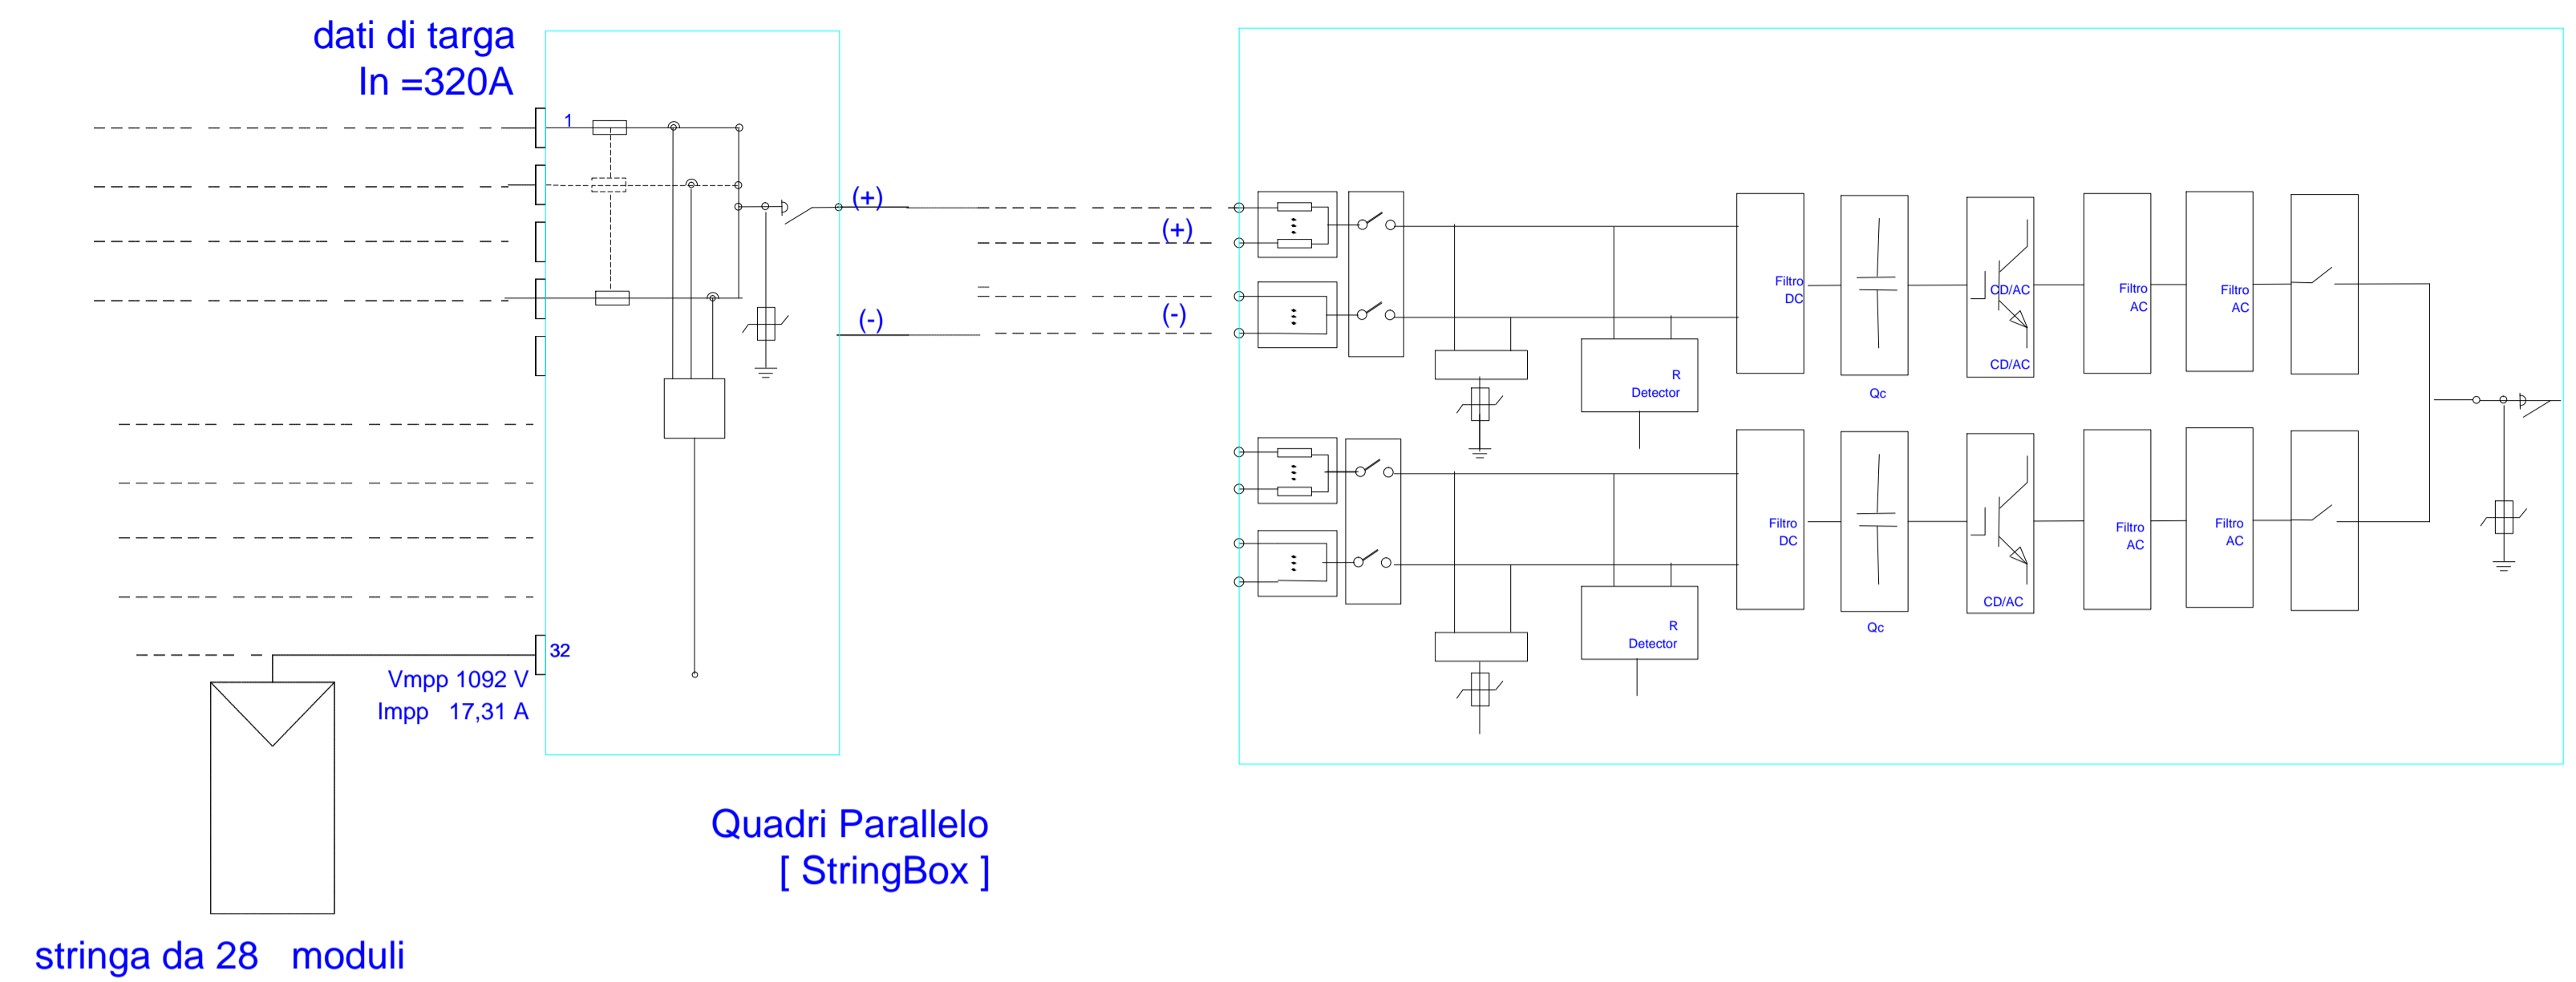 dati di targa
In =320A
1
(+)
(-)
32
Vmpp 1092 V
Impp 17,31 A
stringa da 28 moduli
Quadri Parallelo
[ StringBox ]
(+)
(-)
R
Detector
Filtro
DC
Qc
CD/AC
CD/AC
Filtro
AC
Filtro
AC
R
Detector
Filtro
DC
Qc
CD/AC
Filtro
AC
Filtro
AC